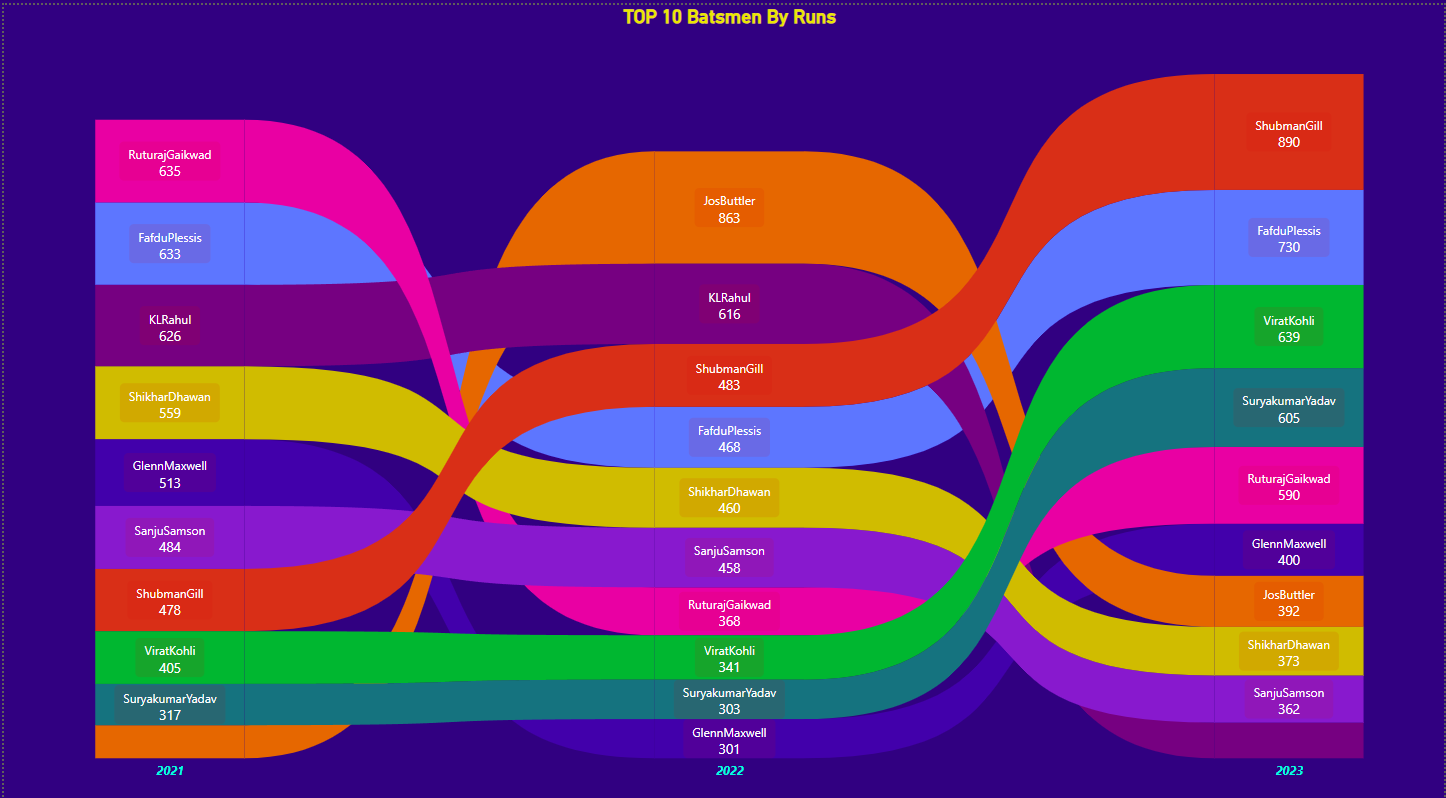 TOP 10 Batsmen By Runs
RuturajGaikwad
635
FafduPlessis
633
KLRahul
626
ShikharDhawan
559
GlennMaxwell
513
SanjuSamson
484
ShubmanGill
478
ViratKohli
405
SuryakumarYadav
317
2021
JosButtler
863
KLRahul
616
ShubmanGill
483
FafduPlessis
468
ShikharDhawan
460
SanjuSamson
458
RuturajGaikwad
368
ViratKohli
341
SuryakumarYadav
303
GlennMaxwell
301
2022
ShubmanGill
890
FafduPlessis
730
ViratKohli
639
SuryakumarYadav
605
RuturajGaikwad
590
GlennMaxwell
400
JosButtler
392
ShikharDhawan
373
SanjuSamson
362
2023